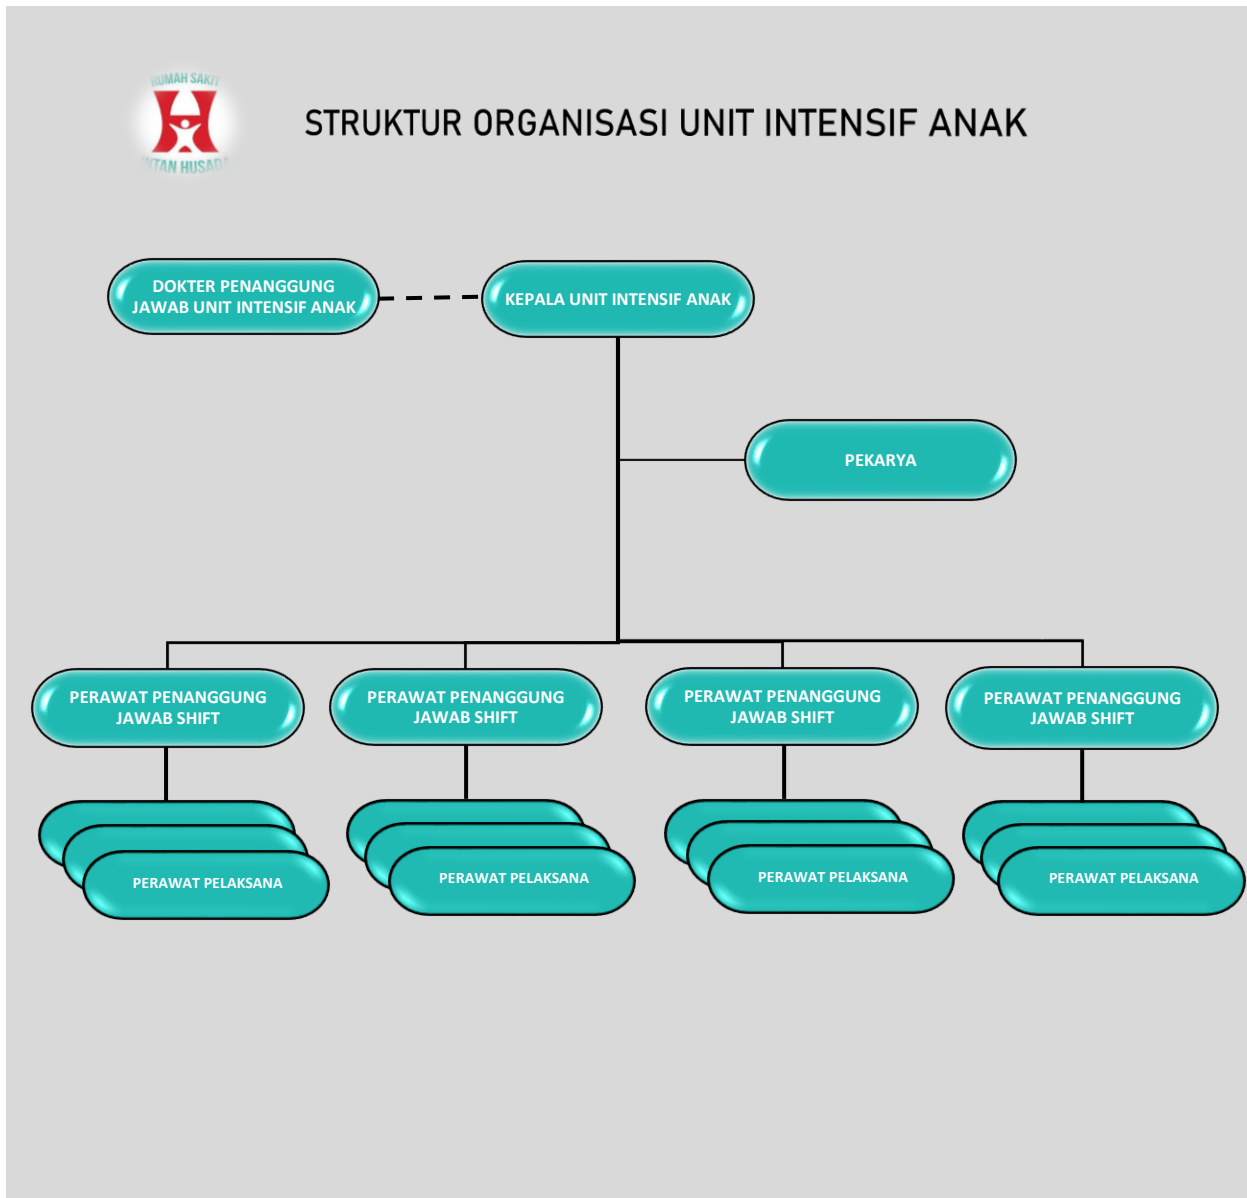 RUMAH SAKIT
INTAN HUSADA
STRUKTUR ORGANISASI UNIT INTENSIF ANAK
DOKTER PENANGGUNG
JAWAB UNIT INTENSIF ANAK
KEPALA UNIT INTENSIF ANAK
PEKARYA
PERAWAT PENANGGUNG
JAWAB SHIFT
PERAWAT PENANGGUNG
JAWAB SHIFT
PERAWAT PENANGGUNG
JAWAB SHIFT
PERAWAT PENANGGUNG
JAWAB SHIFT
PERAWAT PELAKSANA
PERAWAT PELAKSANA
PERAWAT PELAKSANA
PERAWAT PELAKSANA